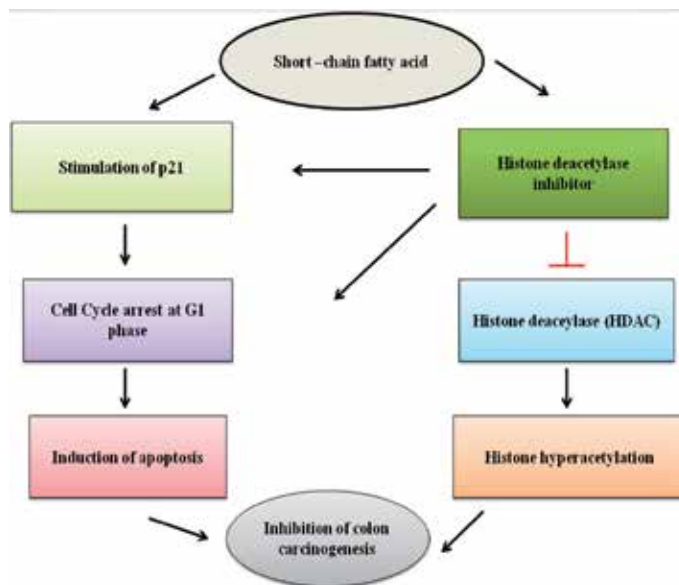 Short –chain fatty acid
Stimulation of p21
Histone deacetylase
inhibitor
Cell Cycle arrest at G1
phase
Histone deaceylase (HDAC)
Induction of apoptosis
Histone hyperacetylation
Inhibition of colon
carcinogenesis